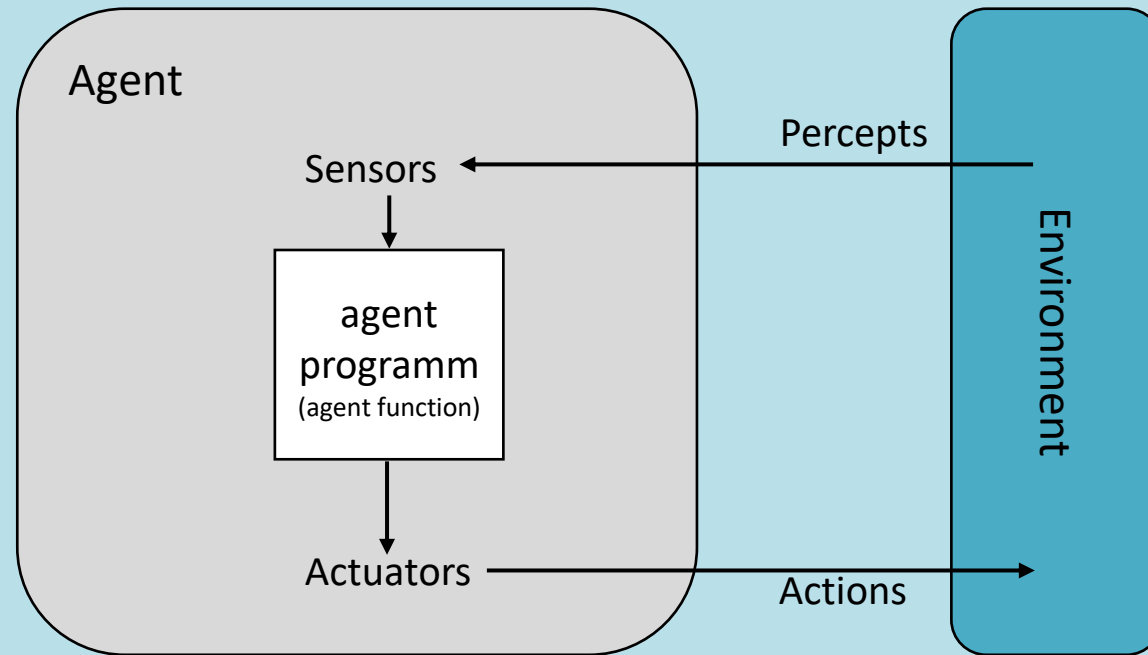 Agent
Percepts
Sensors
Environment
agent
programm
(agent function)
Actuators
Actions